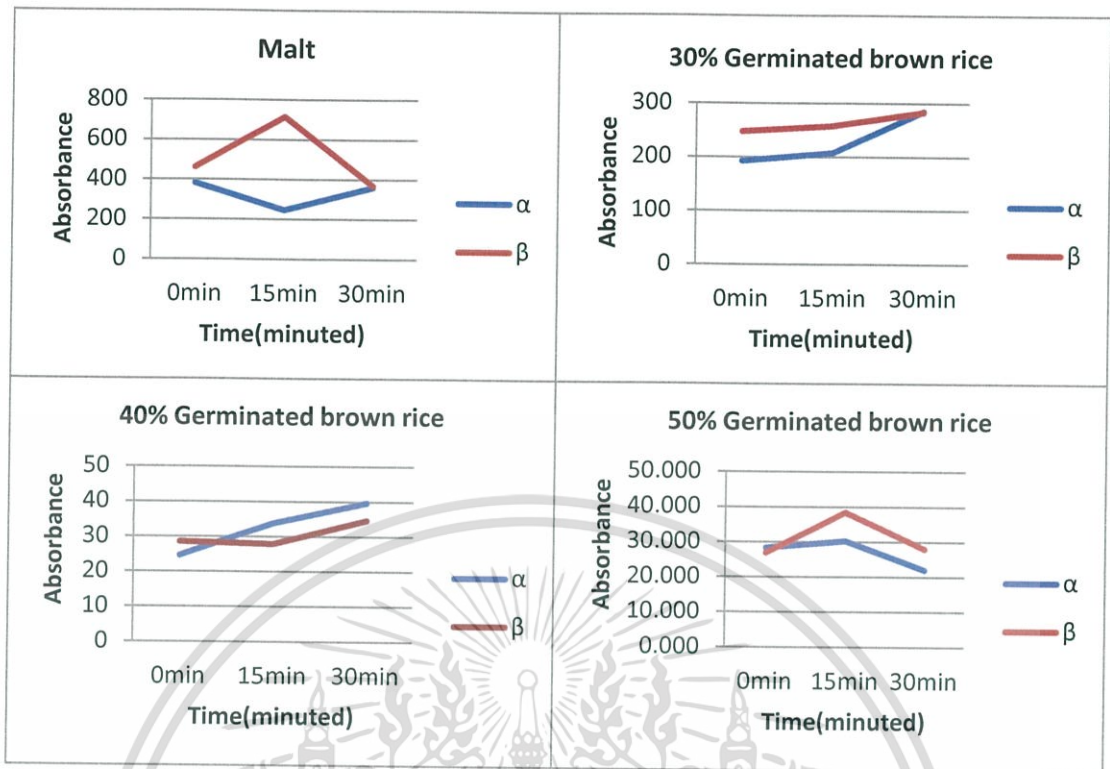 Malt
800
600
400
200
0
Absorbance
0min 15min 30min
Time(minuted)
α
β
30% Germinated brown rice
300
200
100
0
Absorbance
0min 15min 30min
Time(minuted)
α
β
40% Germinated brown rice
50
40
30
20
10
0
Absorbance
0min 15min 30min
Time(minuted)
α
β
50% Germinated brown rice
50.000
40.000
30.000
20.000
10.000
0.000
Absorbance
0min 15min 30min
Time(minuted)
α
β